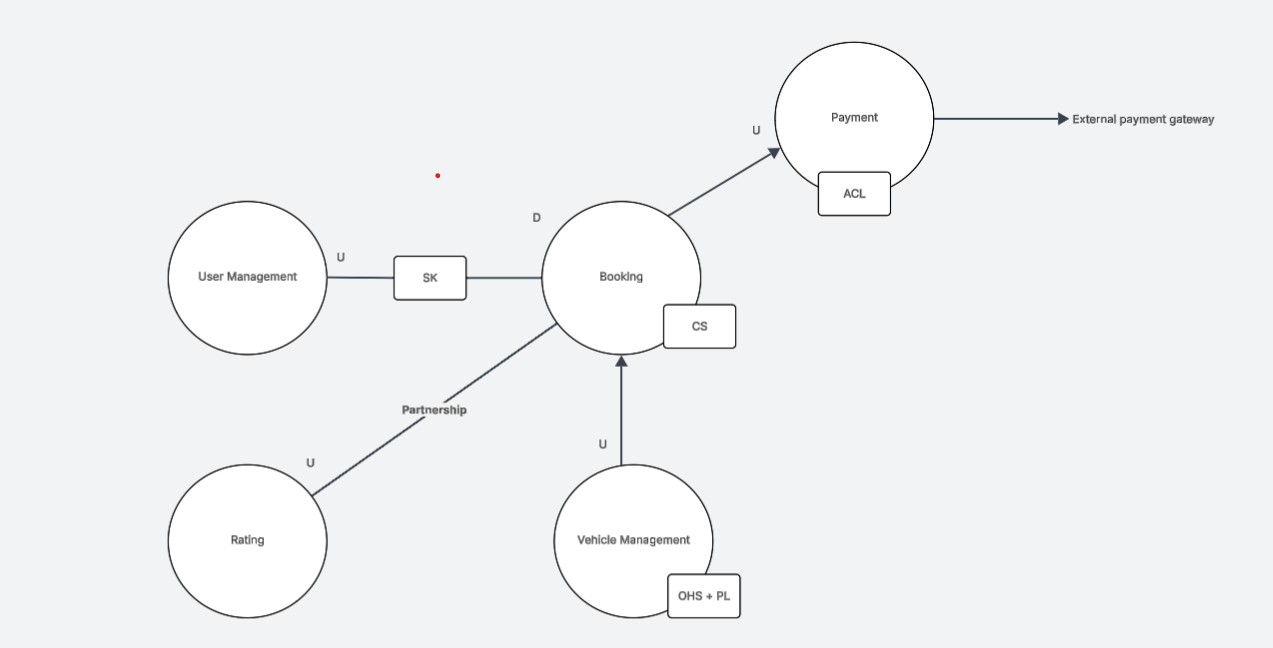 Payment
External payment gateway
U
ACL
D
User Management
U
SK
Booking
CS
Partnership
U
U
Rating
Vehicle Management
OHS + PL